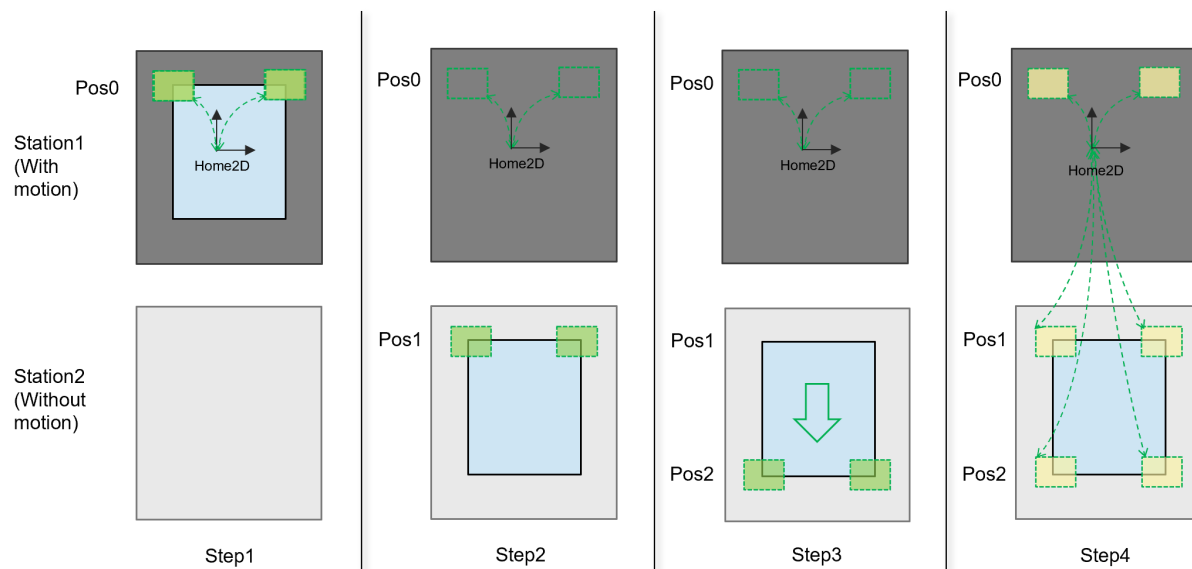 Pos0
Station1
(With
motion)
Home2D
Pos0
Home2D
Pos0
Home2D
Pos0
Home2D
Station2
(Without
motion)
Pos1
Pos1
Pos2
Pos1
Pos2
Step1
Step2
Step3
Step4